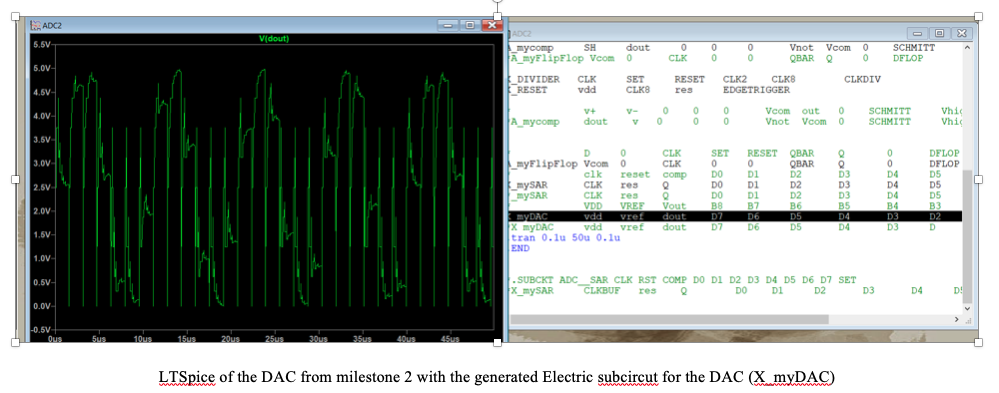 ADC2
V(dout)
5.5V
5.0V
4.5V
4.0V
3.5V
3.0V
2.5V
2.0V
1.5V
1.0V
0.5V
0.0V
-0.5V
0us 5us 10us 15us 20us 25us 30us 35us 40us 45us
ADC2
A_mycomp SH dout 0 0 0 Vnot Vcom 0 SCHMITT
*A_myFlipFlop Vcom 0 CLK 0 0 QBAR Q 0 DFLOP
_DIVIDER CLK SET RESET CLK2 CLK8 CLKDIV
_RESET vdd CLK8 res EDGETRIGGER
v+ v- 0 0 0 Vcom out 0 SCHMITT
*A_mycomp dout v 0 0 0 Vnot Vcom 0 SCHMITT
D 0 CLK SET RESET QBAR Q 0 DFLOP
A_myFlipFlop Vcom 0 CLK 0 0 QBAR Q 0 DFLOP
clk reset comp D0 D1 D2 D3 D4 D5
_mySAR CLK res Q D0 D1 D2 D3 D4 D5
_mySAR CLK res Q D0 D1 D2 D3 D4 D5
VDD VREF Vout B8 B7 B6 B5 B4 B3
X_myDAC vdd vref dout D7 D6 D5 D4 D3 D2
*X_myDAC vdd vref dout D7 D6 D5 D4 D3 D
tran 0.1u 50u 0.1u
END
.SUBCKT ADC__SAR CLK RST COMP D0 D1 D2 D3 D4 D5 D6 D7 SET
*X_mySAR CLKBUF res Q D0 D1 D2 D3 D4
LTSpice of the DAC from milestone 2 with the generated Electric subcircut for the DAC (X_myDAC)